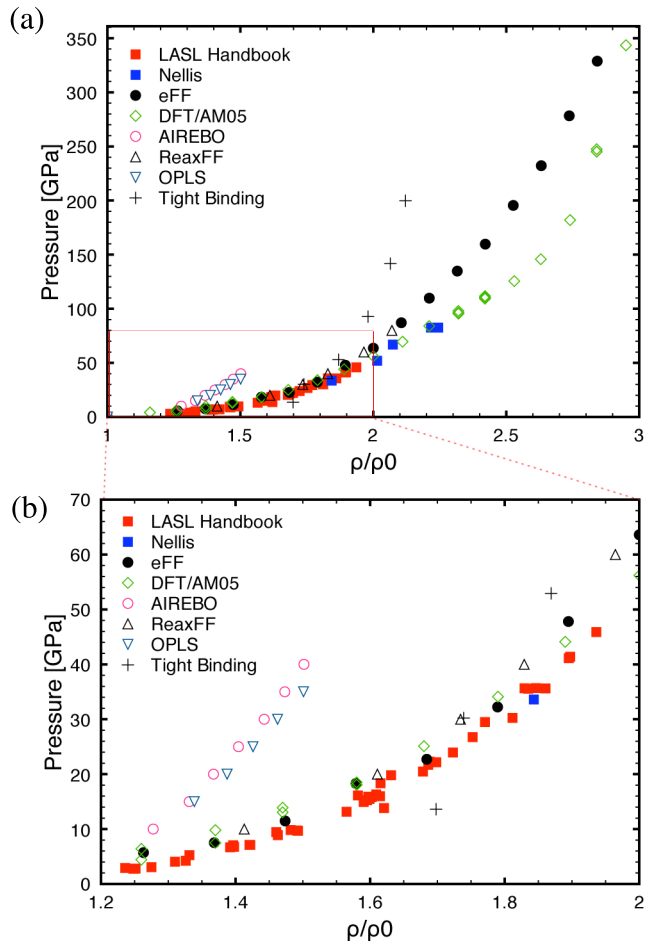 (a)
350
300
250
200
150
100
50
0
Pressure [GPa]
LASL Handbook
Nellis
eFF
DFT/AM05
AIREBO
ReaxFF
OPLS
Tight Binding
1
1.5
2
2.5
3
ρ/ρ0
(b)
70
60
50
40
30
20
10
0
Pressure [GPa]
LASL Handbook
Nellis
eFF
DFT/AM05
AIREBO
ReaxFF
OPLS
Tight Binding
1.2
1.4
1.6
1.8
2
ρ/ρ0